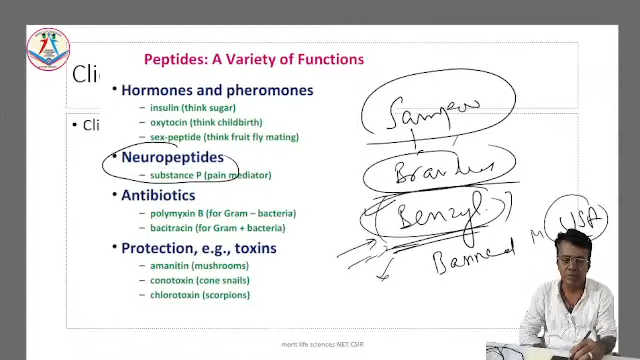 Peptides: A Variety of Functions
Clic
• Hormones and pheromones
– insulin (think sugar)
– oxytocin (think childbirth)
– sex-peptide (think fruit fly mating)
• Cli
• Neuropeptides
– substance P (pain mediator)
• Antibiotics
– polymyxin B (for Gram – bacteria)
– bacitracin (for Gram + bacteria)
• Protection, e.g., toxins
– amanitin (mushrooms)
– conotoxin (cone snails)
– chlorotoxin (scorpions)
Benzyl
Banned
USA
merit life sciences NET CSIR